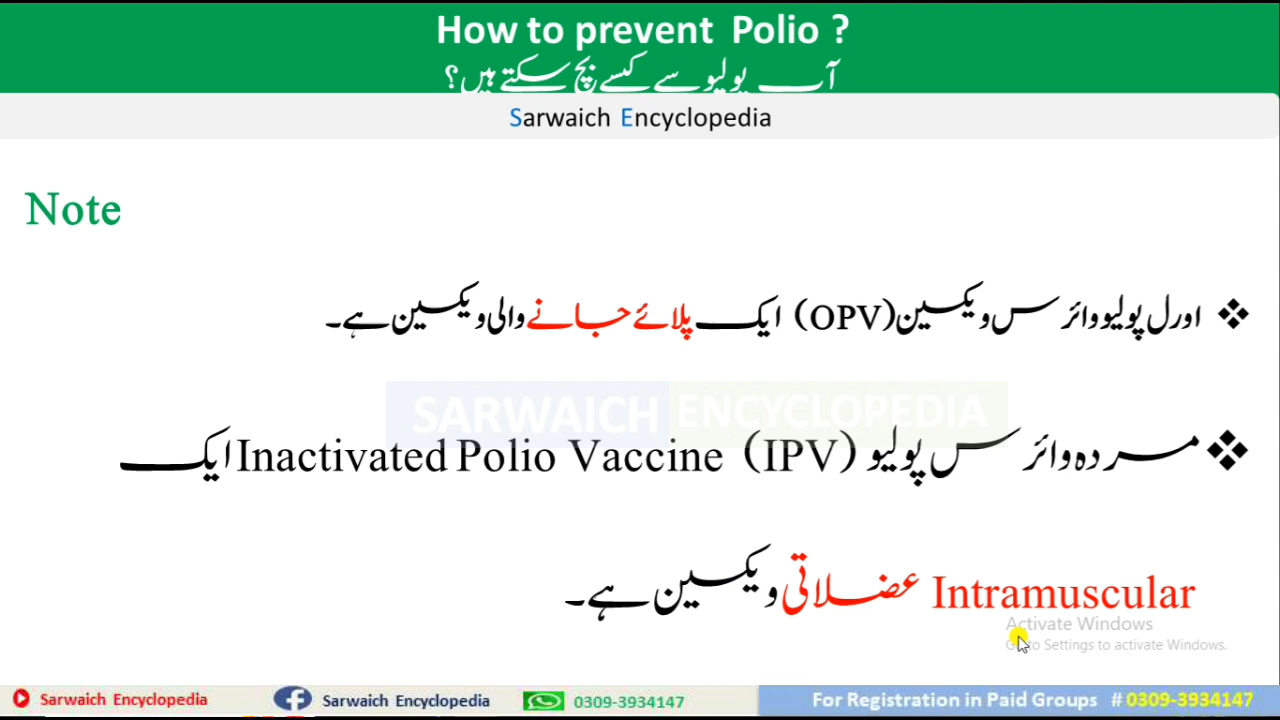 How to prevent Polio ?
آپ پولیو سے کیسے بچ سکتے ہیں؟
Sarwaich Encyclopedia
Note
❖ اورل پولیو وائرس ویکسین (OPV) ایک پلائے جانے والی ویکسین ہے۔
SARWAICH ENCYCLOPEDIA
❖ مردہ وائرس پولیو Inactivated Polio Vaccine (IPV) ایک
Intramuscular عضلاتی ویکسین ہے۔
Activate Windows
Go to Settings to activate Windows.
Sarwaich Encyclopedia Sarwaich Encyclopedia 0309-3934147 For Registration in Paid Groups # 0309-3934147